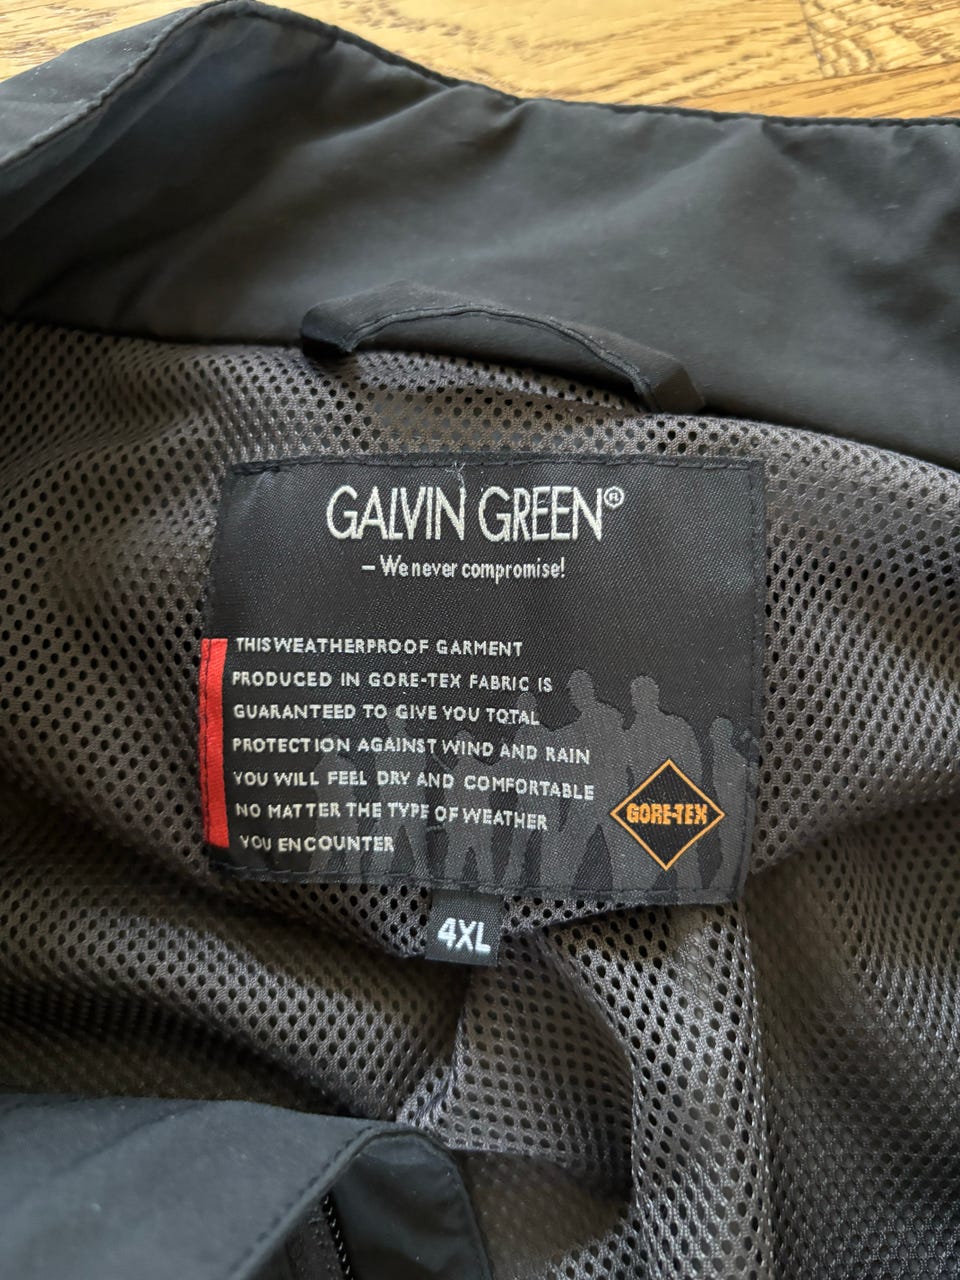 GALVIN GREEN®
– We never compromise!
THIS WEATHERPROOF GARMENT
PRODUCED IN GORE-TEX FABRIC IS
GUARANTEED TO GIVE YOU TOTAL
PROTECTION AGAINST WIND AND RAIN
YOU WILL FEEL DRY AND COMFORTABLE
NO MATTER THE TYPE OF WEATHER
YOU ENCOUNTER
GORE-TEX
4XL